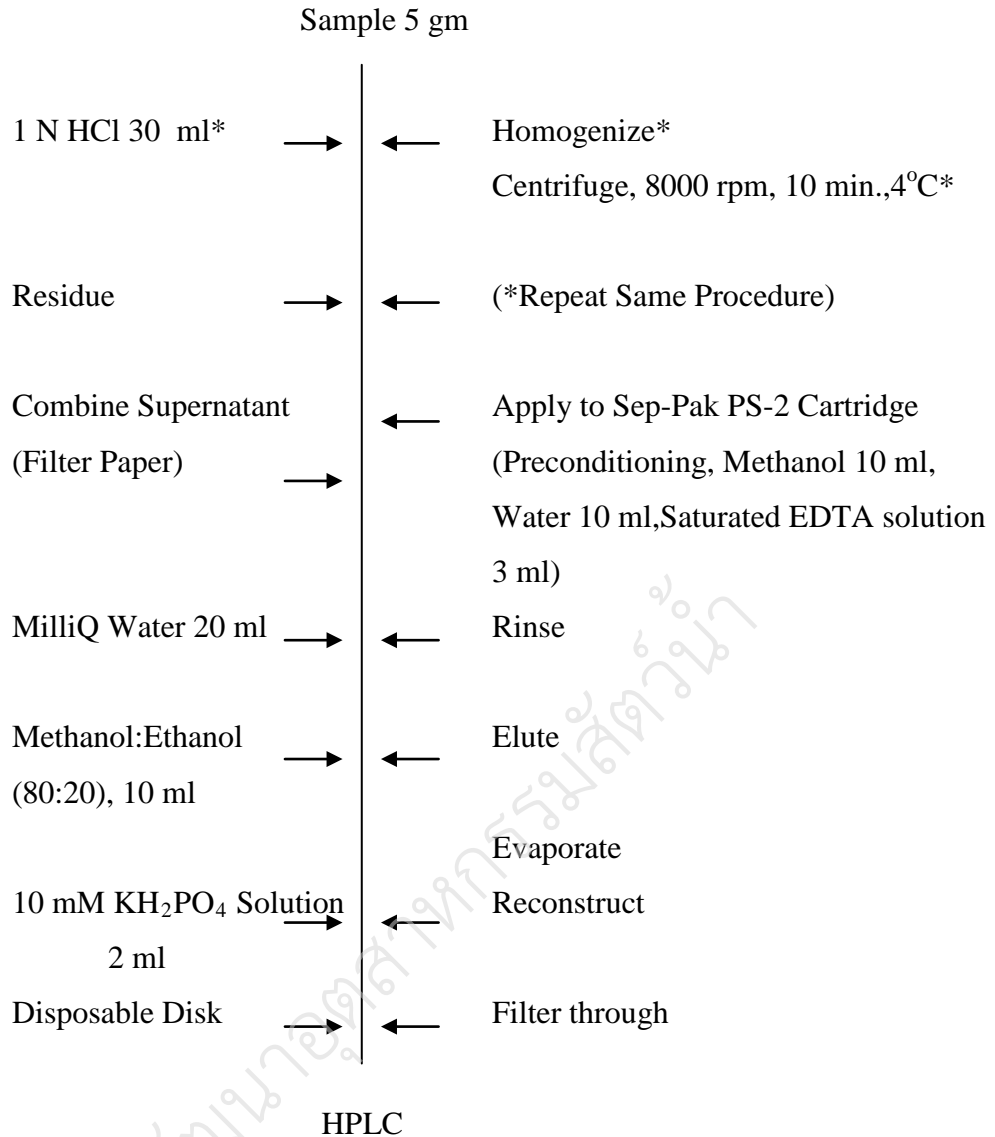 Sample 5 gm
1 N HCl 30 ml*
Homogenize*
Centrifuge, 8000 rpm, 10 min.,4°C*
Residue
(*Repeat Same Procedure)
Combine Supernatant
(Filter Paper)
Apply to Sep-Pak PS-2 Cartridge
(Preconditioning, Methanol 10 ml,
Water 10 ml,Saturated EDTA solution
3 ml)
MilliQ Water 20 ml
Rinse
Methanol:Ethanol
(80:20), 10 ml
Elute
Evaporate
10 mM KH₂PO₄ Solution
2 ml
Reconstruct
Disposable Disk
Filter through
HPLC